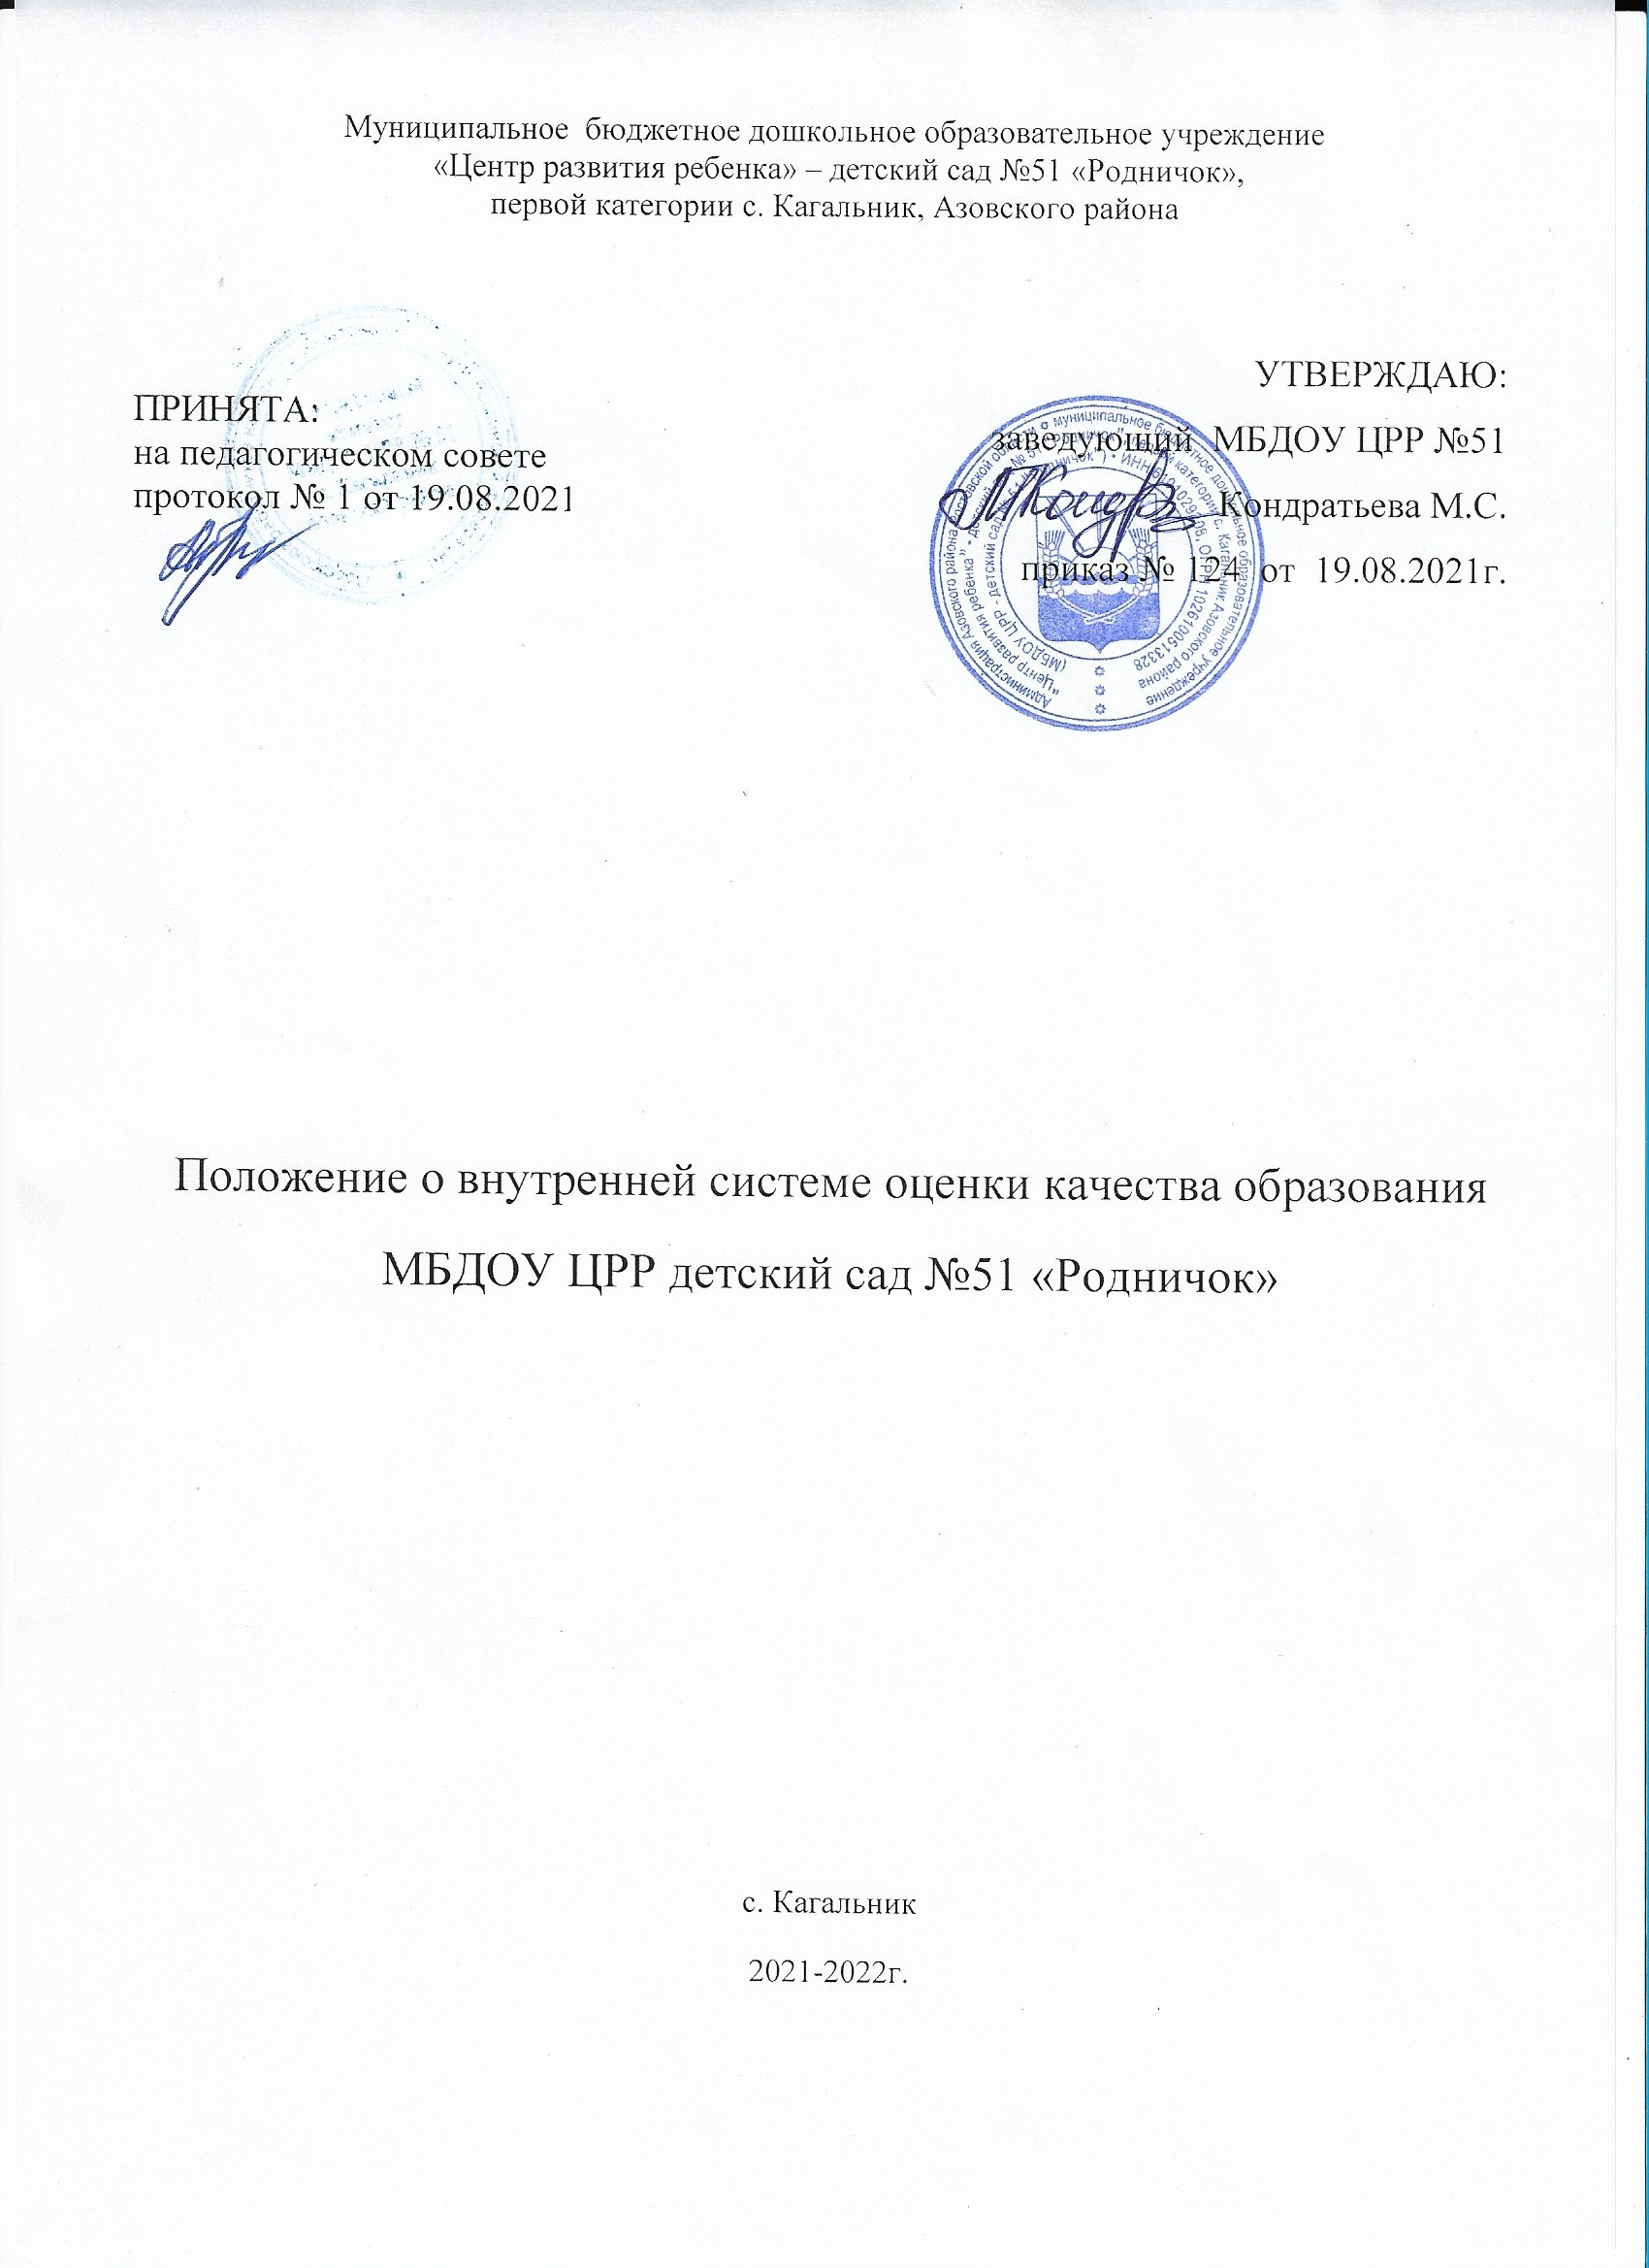 Муниципальное бюджетное дошкольное образовательное учреждение
«Центр развития ребенка» – детский сад №51 «Родничок»,
первой категории с. Кагальник, Азовского района
ПРИНЯТА:
на педагогическом совете
протокол № 1 от 19.08.2021
УТВЕРЖДАЮ:
заведующий МБДОУ ЦРР №51
Кондратьева М.С.
приказ № 124 от 19.08.2021г.
Положение о внутренней системе оценки качества образования
МБДОУ ЦРР детский сад №51 «Родничок»
с. Кагальник
2021-2022г.